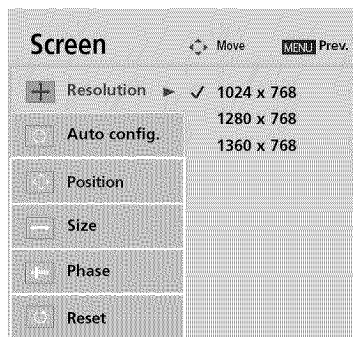 Screen Move MENU Prev.
Resolution ► ✓ 1024 x 768
1280 x 768
1360 x 768
Auto config.
Position
Size
Phase
Reset